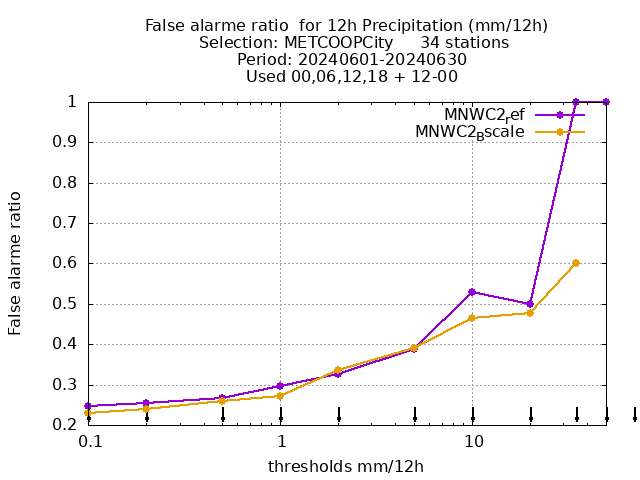 False alarme ratio  for 12h Precipitation (mm/12h)
Selection: METCOOPCity     34 stations
Period: 20240601-20240630
Used 00,06,12,18 + 12-00
MNWC2ref
MNWC2Bscale
1
0.9
0.8
0.7
0.6
0.5
0.4
0.3
0.2
False alarme ratio
0.1 1 10
thresholds mm/12h